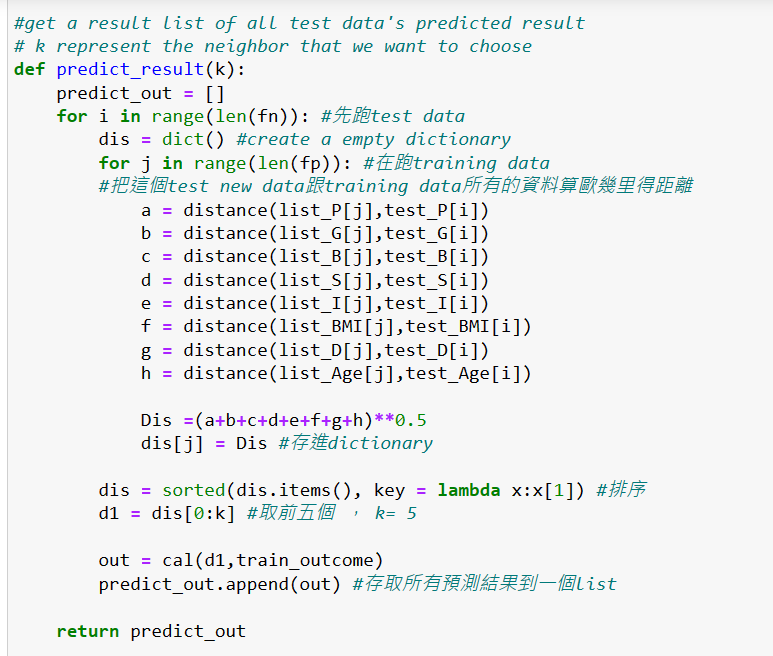 #get a result list of all test data's predicted result
# k represent the neighbor that we want to choose
def predict_result(k):
    predict_out = []
    for i in range(len(fn)): #先跑test data
        dis = dict() #create a empty dictionary
        for j in range(len(fp)): #在跑training data
        #把這個test new data跟training data所有的資料算歐幾里得距離
            a = distance(list_P[j],test_P[i])
            b = distance(list_G[j],test_G[i])
            c = distance(list_B[j],test_B[i])
            d = distance(list_S[j],test_S[i])
            e = distance(list_I[j],test_I[i])
            f = distance(list_BMI[j],test_BMI[i])
            g = distance(list_D[j],test_D[i])
            h = distance(list_Age[j],test_Age[i])
            Dis =(a+b+c+d+e+f+g+h)**0.5
            dis[j] = Dis #存進dictionary
        dis = sorted(dis.items(), key = lambda x:x[1]) #排序
        d1 = dis[0:k] #取前五個 ， k= 5
        out = cal(d1,train_outcome)
        predict_out.append(out) #存取所有預測結果到一個list
    return predict_out